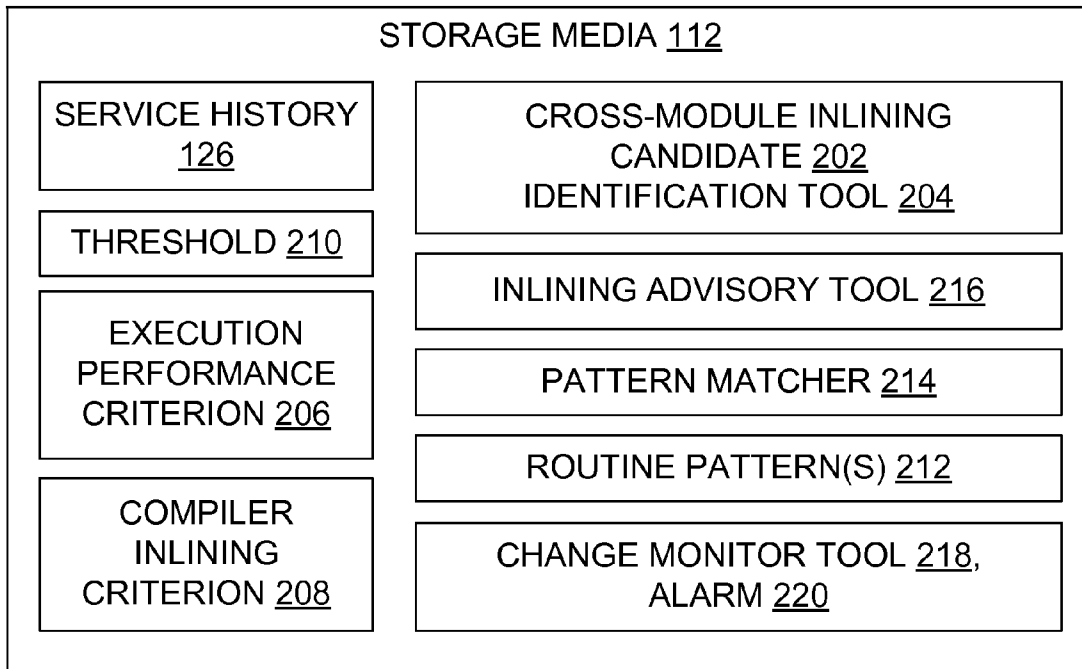 STORAGE MEDIA 112
SERVICE HISTORY
126
THRESHOLD 210
EXECUTION
PERFORMANCE
CRITERION 206
COMPILER
INLINING
CRITERION 208
CROSS-MODULE INLINING
CANDIDATE 202
IDENTIFICATION TOOL 204
INLINING ADVISORY TOOL 216
PATTERN MATCHER 214
ROUTINE PATTERN(S) 212
CHANGE MONITOR TOOL 218,
ALARM 220